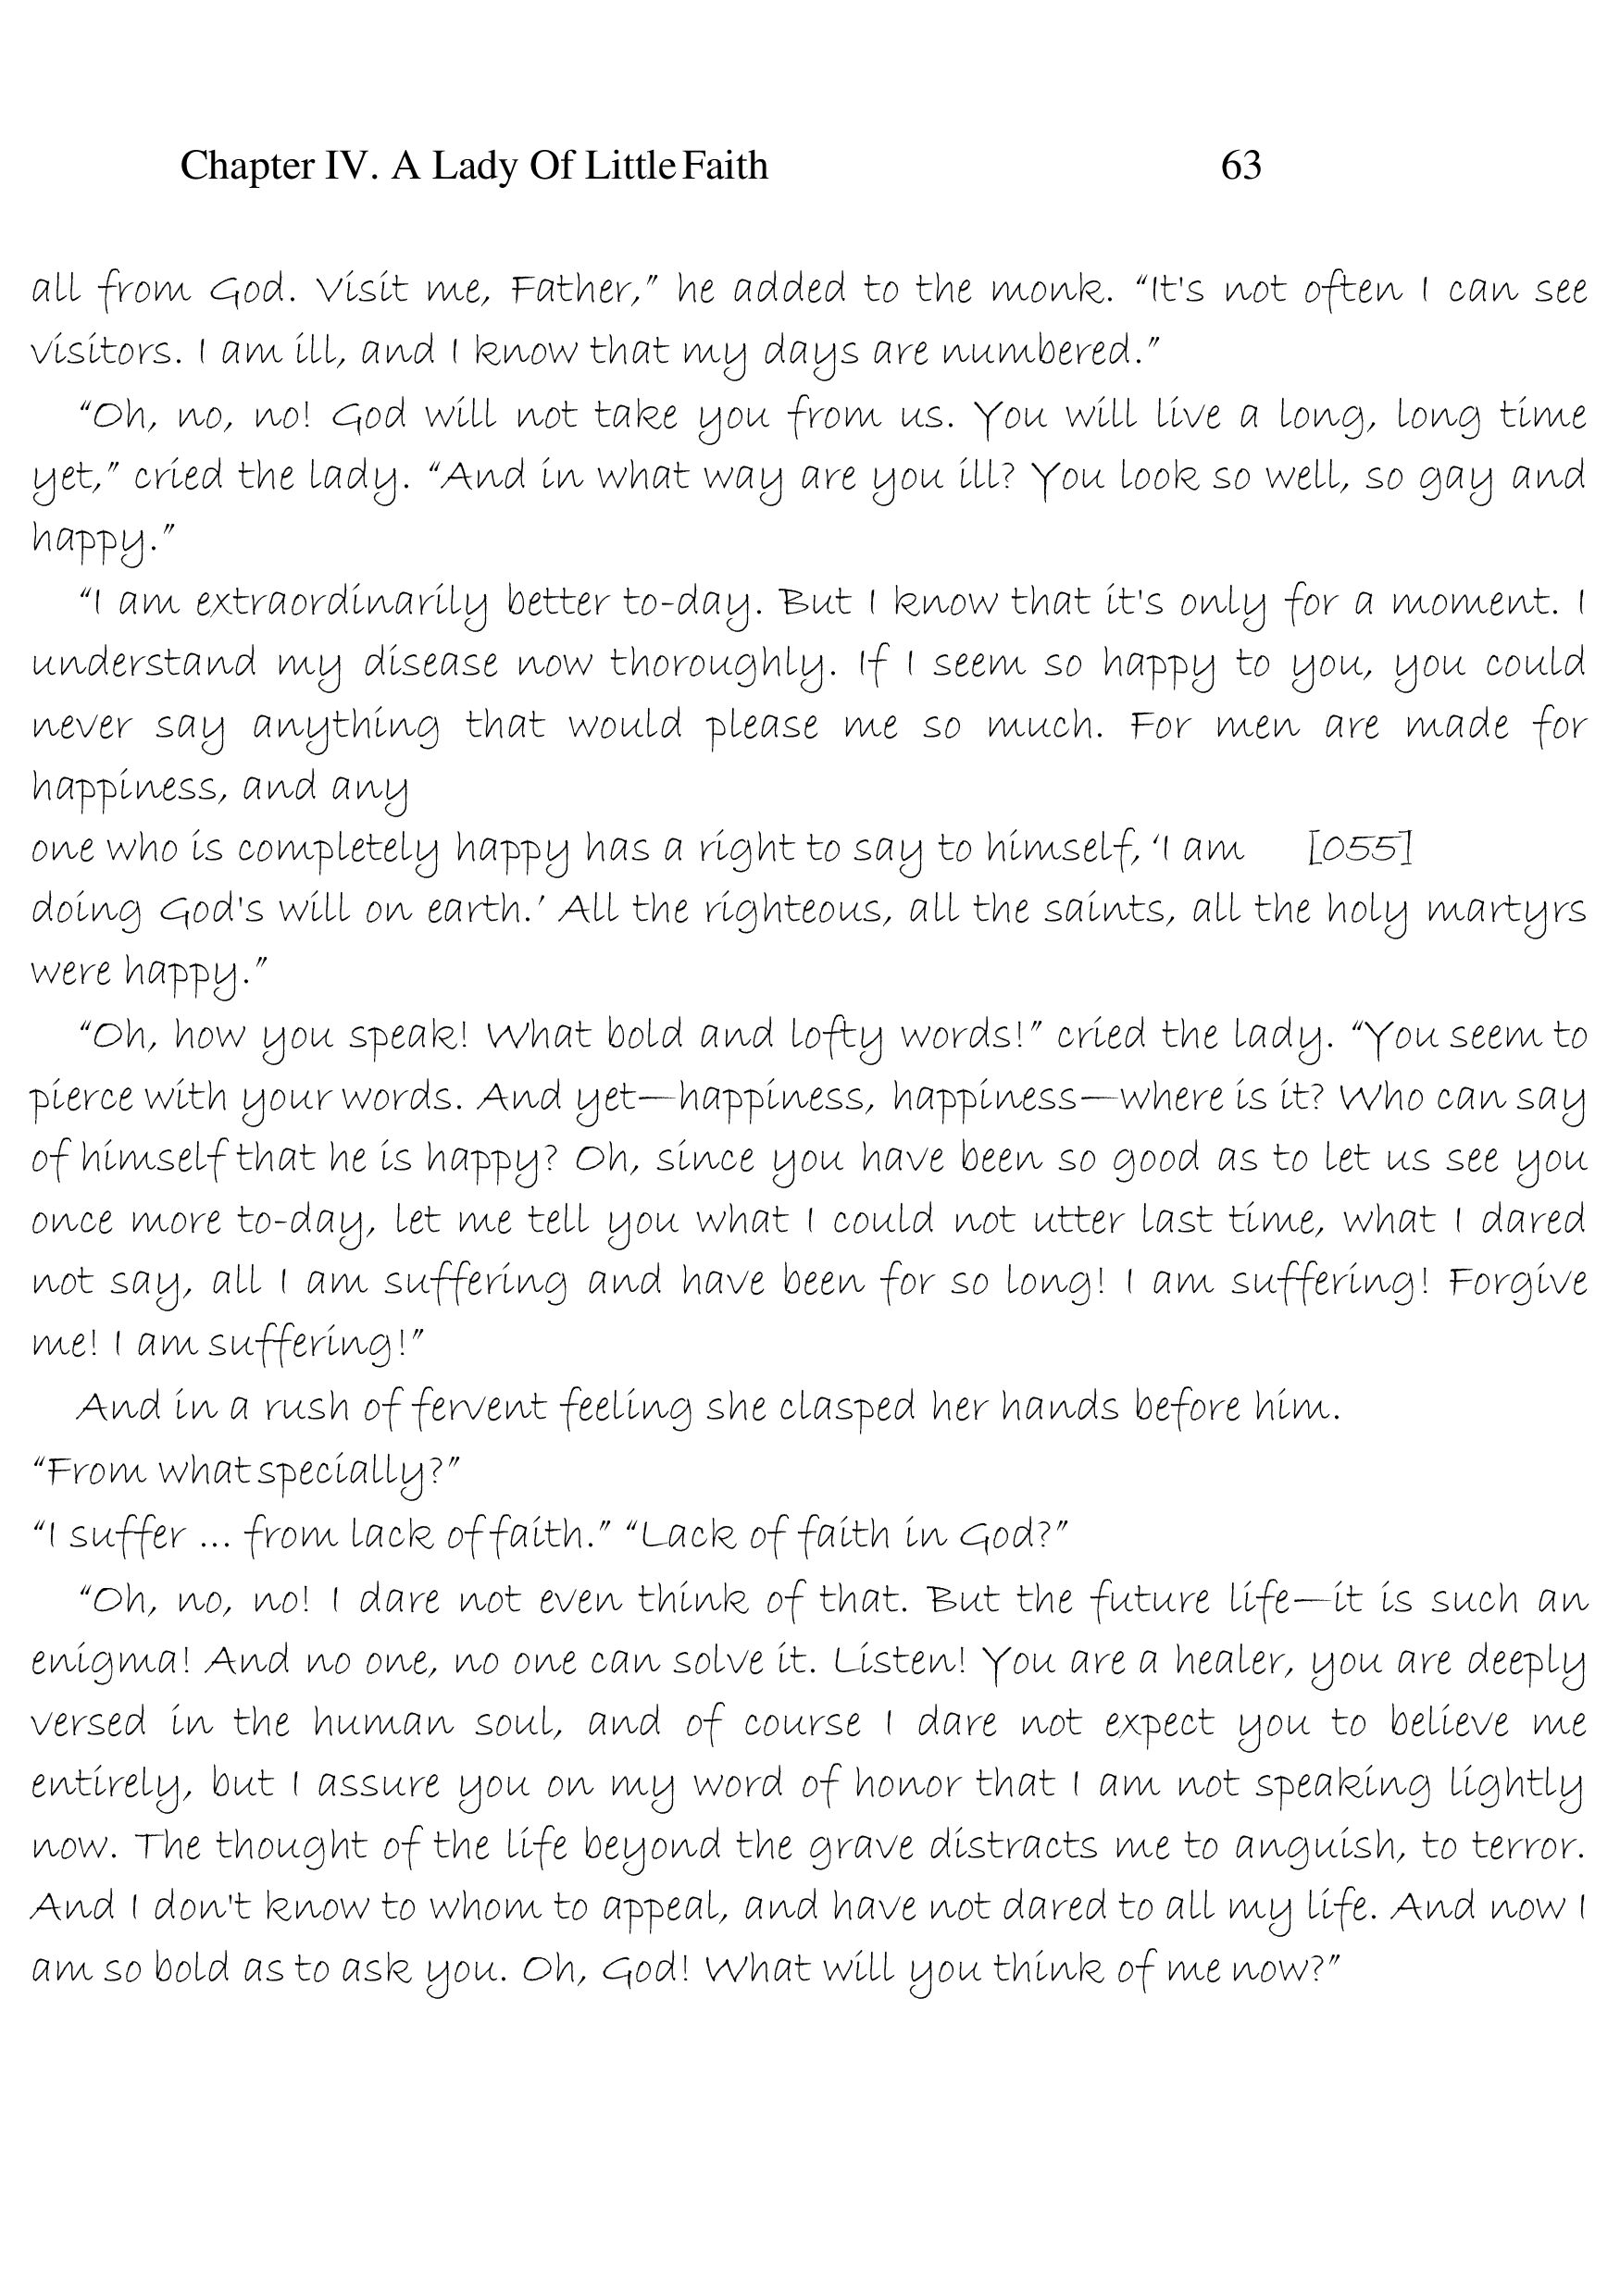 Chapter IV. A Lady Of Little Faith 63
all from God. Visit me, Father,” he added to the monk. “It's not often I can see
visitors. I am ill, and I know that my days are numbered.”
“Oh, no, no! God will not take you from us. You will live a long, long time
yet,” cried the lady. “And in what way are you ill? You look so well, so gay and
happy.”
“I am extraordinarily better to-day. But I know that it's only for a moment. I
understand my disease now thoroughly. If I seem so happy to you, you could
never say anything that would please me so much. For men are made for
happiness, and any
one who is completely happy has a right to say to himself, ‘I am [055]
doing God's will on earth.’ All the righteous, all the saints, all the holy martyrs
were happy.”
“Oh, how you speak! What bold and lofty words!” cried the lady. “You seem to
pierce with your words. And yet—happiness, happiness—where is it? Who can say
of himself that he is happy? Oh, since you have been so good as to let us see you
once more to-day, let me tell you what I could not utter last time, what I dared
not say, all I am suffering and have been for so long! I am suffering! Forgive
me! I am suffering!”
And in a rush of fervent feeling she clasped her hands before him.
“From what specially?”
“I suffer ... from lack of faith.” “Lack of faith in God?”
“Oh, no, no! I dare not even think of that. But the future life—it is such an
enigma! And no one, no one can solve it. Listen! You are a healer, you are deeply
versed in the human soul, and of course I dare not expect you to believe me
entirely, but I assure you on my word of honor that I am not speaking lightly
now. The thought of the life beyond the grave distracts me to anguish, to terror.
And I don't know to whom to appeal, and have not dared to all my life. And now I
am so bold as to ask you. Oh, God! What will you think of me now?”